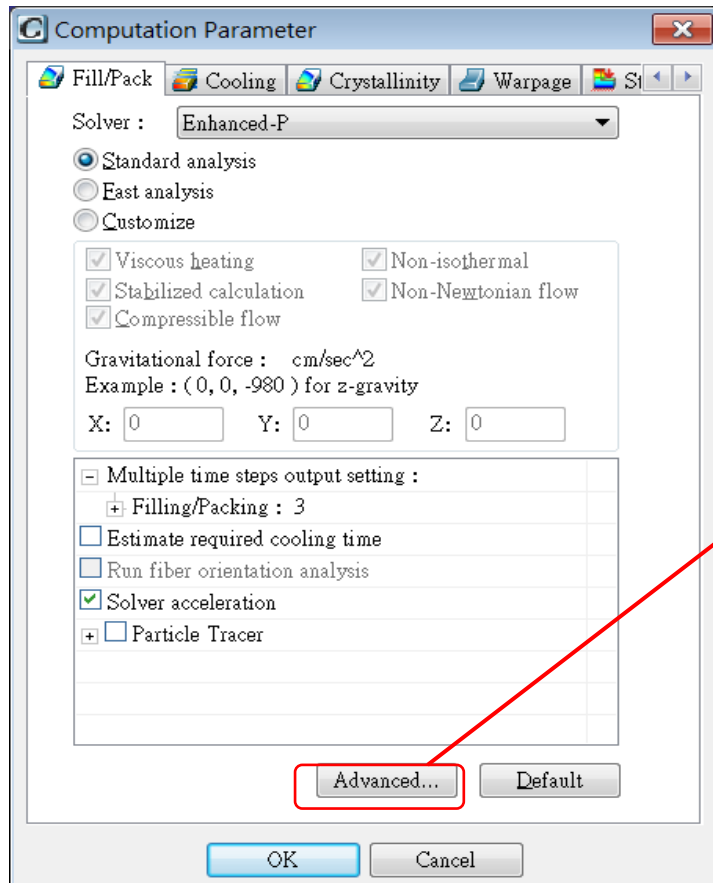 Computation Parameter
Fill/Pack Cooling Crystallinity Warpage
Solver : Enhanced-P
Standard analysis
Fast analysis
Customize
Viscous heating Non-isothermal
Stabilized calculation Non-Newtonian flow
Compressible flow
Gravitational force : cm/sec^2
Example : ( 0, 0, -980 ) for z-gravity
X: 0 Y: 0 Z: 0
Multiple time steps output setting :
Filling/Packing : 3
Estimate required cooling time
Run fiber orientation analysis
Solver acceleration
Particle Tracer
Advanced... Default
OK Cancel